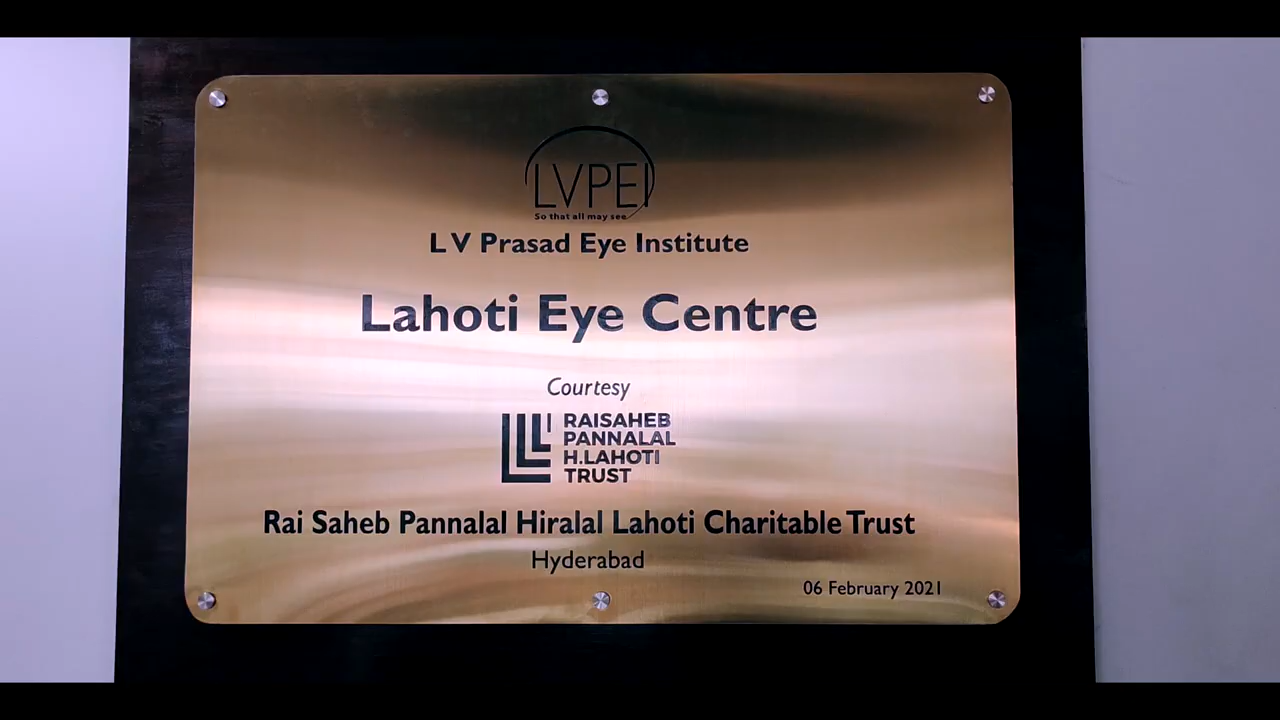 LVPEI
So that all may see
L V Prasad Eye Institute
Lahoti Eye Centre
Courtesy
RAISAHEB
PANNALAL
H.LAHOTI
TRUST
Rai Saheb Pannalal Hiralal Lahoti Charitable Trust
Hyderabad
06 February 2021